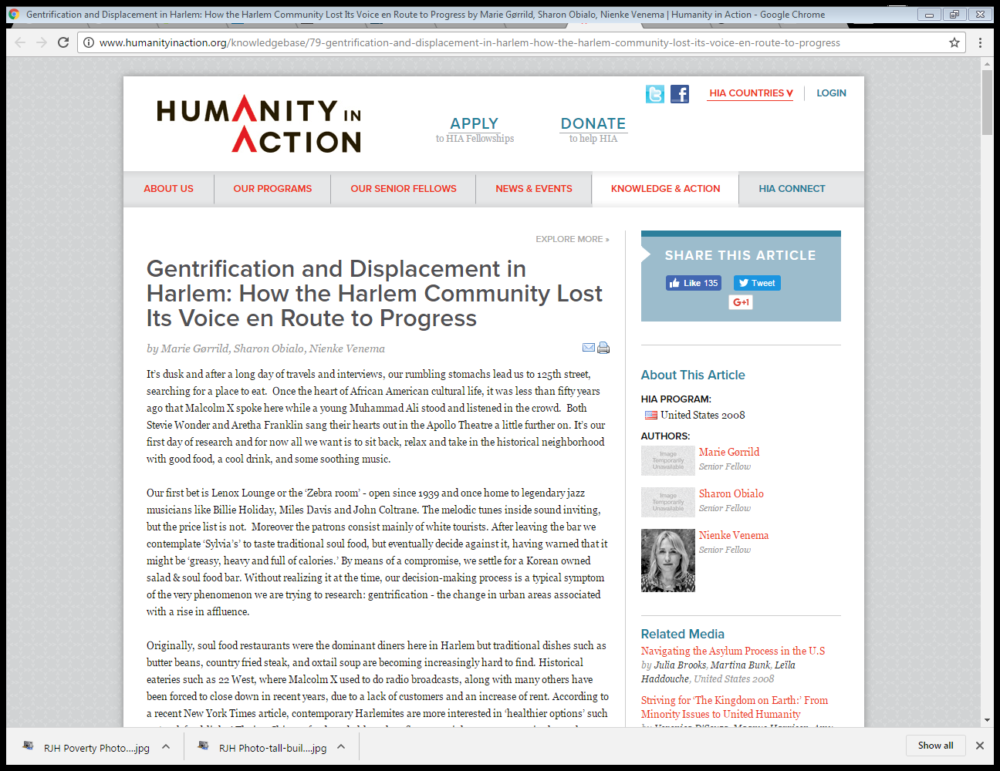 Gentrification and Displacement in Harlem: How the Harlem Community Lost Its Voice en Route to Progress by Marie Gørrild, Sharon Obialo, Nienke Venema | Humanity in Action - Google Chrome
www.humanityinaction.org/knowledgebase/79-gentrification-and-displacement-in-harlem-how-the-harlem-community-lost-its-voice-en-route-to-progress
HUMANITY IN
ACTION
APPLY
to HIA Fellowships
DONATE
to help HIA
HIA COUNTRIES
LOGIN
ABOUT US
OUR PROGRAMS
OUR SENIOR FELLOWS
NEWS & EVENTS
KNOWLEDGE & ACTION
HIA CONNECT
EXPLORE MORE »
Gentrification and Displacement in
Harlem: How the Harlem Community Lost
Its Voice en Route to Progress
by Marie Gørrild, Sharon Obialo, Nienke Venema
It’s dusk and after a long day of travels and interviews, our rumbling stomachs lead us to 125th street,
searching for a place to eat.  Once the heart of African American cultural life, it was less than fifty years
ago that Malcolm X spoke here while a young Muhammad Ali stood and listened in the crowd.  Both
Stevie Wonder and Aretha Franklin sang their hearts out in the Apollo Theatre a little further on. It’s our
first day of research and for now all we want is to sit back, relax and take in the historical neighborhood
with good food, a cool drink, and some soothing music.
Our first bet is Lenox Lounge or the ‘Zebra room’ - open since 1939 and once home to legendary jazz
musicians like Billie Holiday, Miles Davis and John Coltrane. The melodic tunes inside sound inviting,
but the price list is not.  Moreover the patrons consist mainly of white tourists. After leaving the bar we
contemplate ‘Sylvia’s’ to taste traditional soul food, but eventually decide against it, having warned that it
might be ‘greasy, heavy and full of calories.’ By means of a compromise, we settle for a Korean owned
salad & soul food bar. Without realizing it at the time, our decision-making process is a typical symptom
of the very phenomenon we are trying to research: gentrification - the change in urban areas associated
with a rise in affluence.
Originally, soul food restaurants were the dominant diners here in Harlem but traditional dishes such as
butter beans, country fried steak, and oxtail soup are becoming increasingly hard to find. Historical
eateries such as 22 West, where Malcolm X used to do radio broadcasts, along with many others have
been forced to close down in recent years, due to a lack of customers and an increase of rent. According to
a recent New York Times article, contemporary Harlemites are more interested in ‘healthier options’ such
SHARE THIS ARTICLE
Like 135
Tweet
G+1
About This Article
HIA PROGRAM:
United States 2008
AUTHORS:
Image
Temporarily
Unavailable
Marie Gørrild
Senior Fellow
Image
Temporarily
Unavailable
Sharon Obialo
Senior Fellow
Nienke Venema
Senior Fellow
Related Media
Navigating the Asylum Process in the U.S
by Julia Brooks, Martina Bunk, Leïla
Haddouche, United States 2008
Striving for ‘The Kingdom on Earth:’ From
Minority Issues to United Humanity
RJH Poverty Photo....jpg
RJH Photo-tall-buil....jpg
Show all